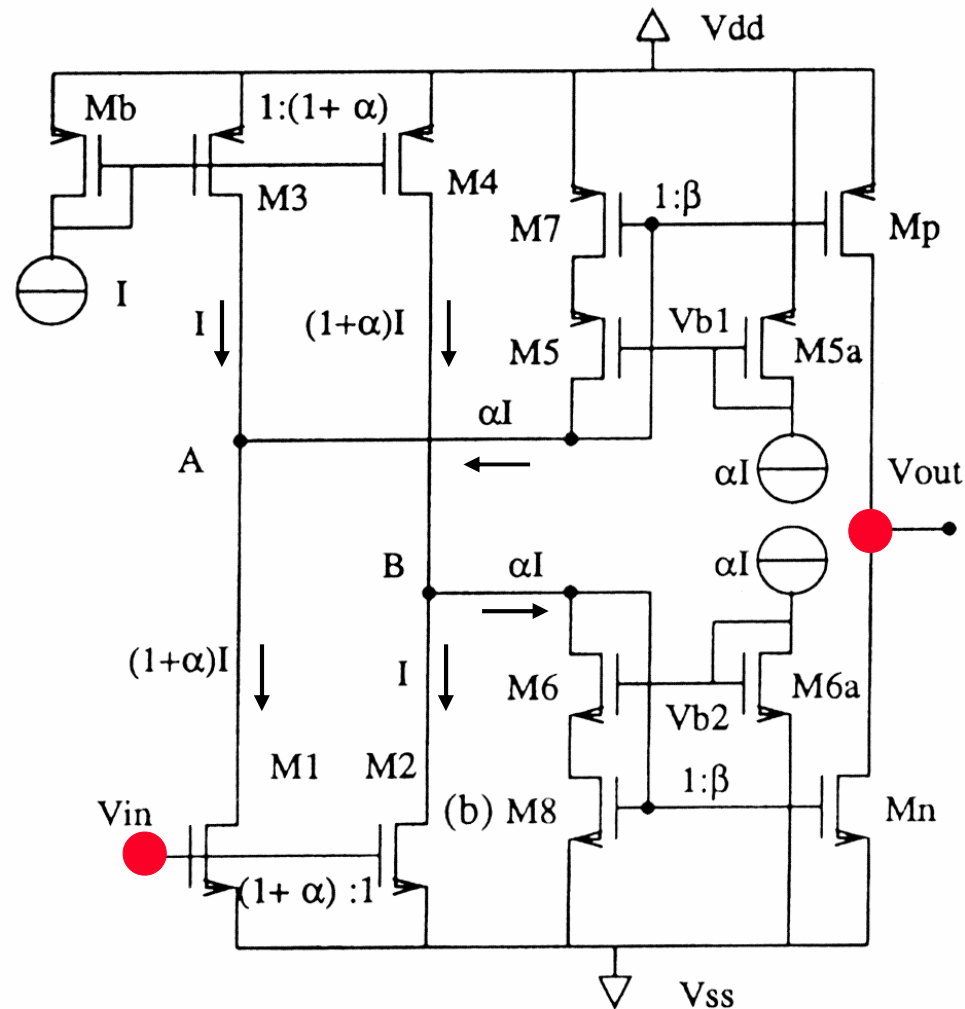 Vdd
Mb
1:(1+ α)
M3
M4
M7
1:β
Mp
I
I
(1+α)I
M5
Vb1
M5a
αI
A
αI
Vout
B
αI
αI
(1+α)I
I
M6
Vb2
M6a
M1
M2
Vin
(b)
M8
1:β
Mn
(1+ α) :1
Vss